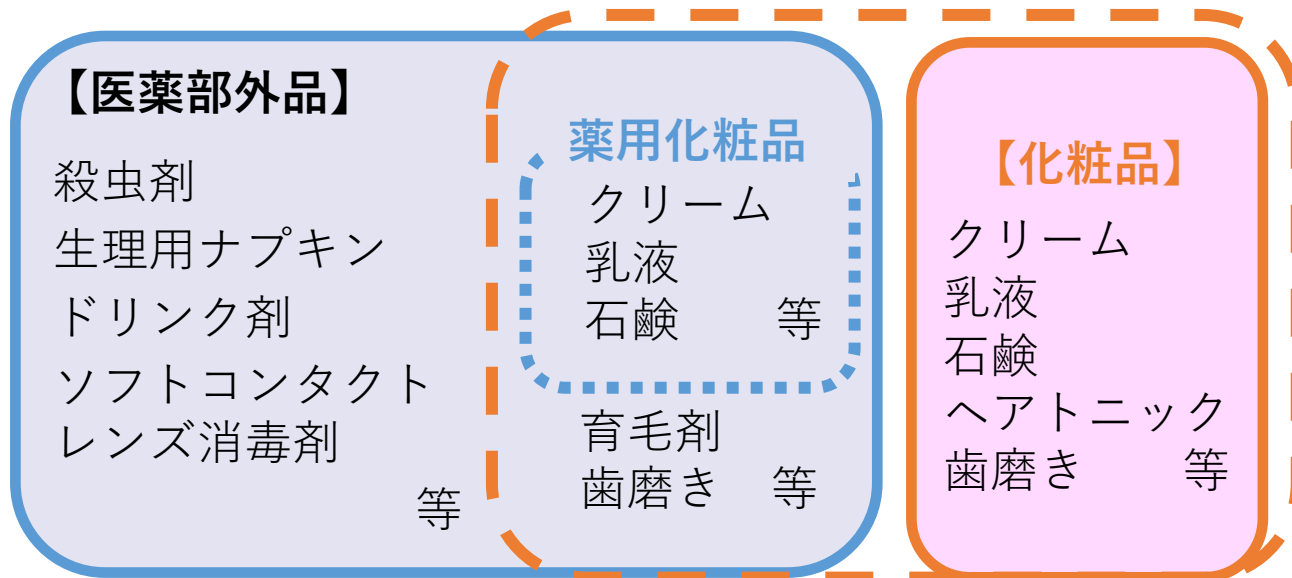 【医薬部外品】
殺虫剤
生理用ナプキン
ドリンク剤
ソフトコンタクト
レンズ消毒剤
等
薬用化粧品
クリーム
乳液
石鹸 等
育毛剤
歯磨き 等
【化粧品】
クリーム
乳液
石鹸
ヘアトニック
歯磨き 等